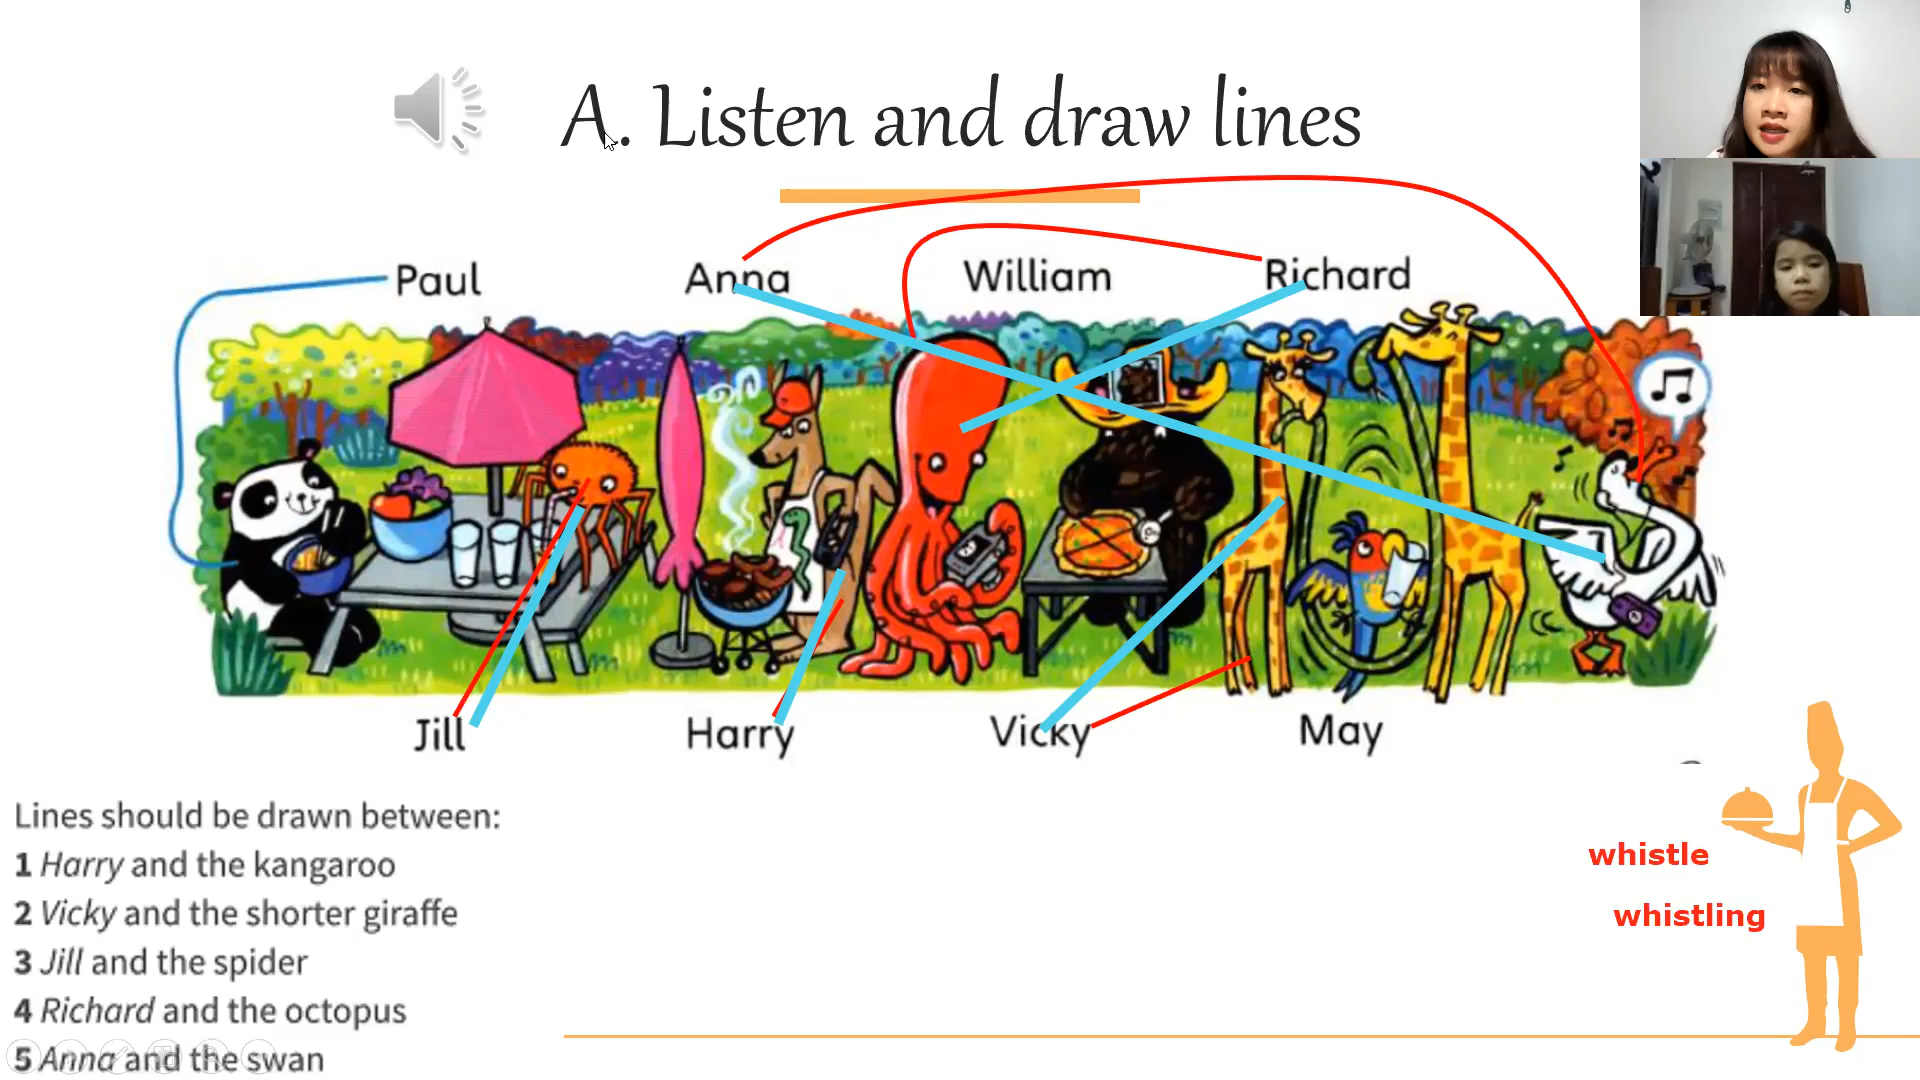 A. Listen and draw lines
Paul Anna William Richard
Jill Harry Vicky May
Lines should be drawn between:
1 Harry and the kangaroo
2 Vicky and the shorter giraffe
3 Jill and the spider
4 Richard and the octopus
5 Anna and the swan
whistle
whistling